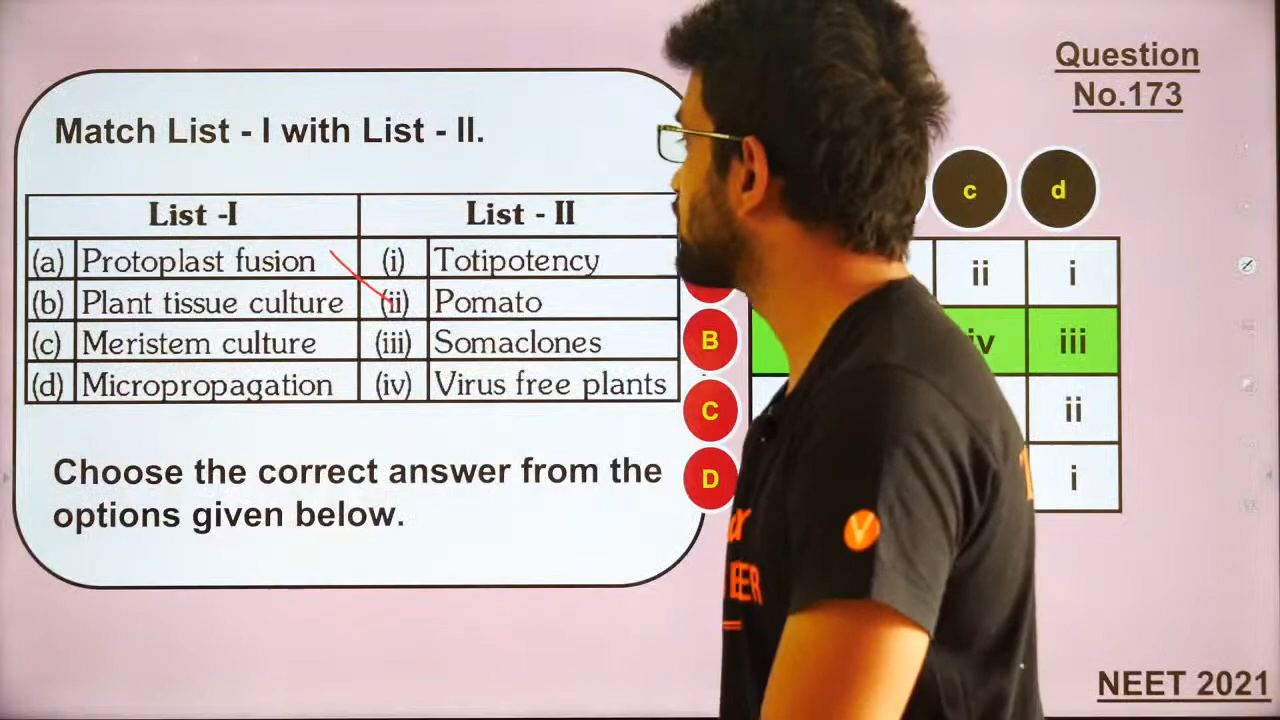 Question
No.173
Match List - I with List - II.
List -I List - II
(a) Protoplast fusion (i) Totipotency
(b) Plant tissue culture (ii) Pomato
(c) Meristem culture (iii) Somaclones
(d) Micropropagation (iv) Virus free plants
Choose the correct answer from the
options given below.
c d
ii i
B iv iii
C ii
D i
V
NEET 2021